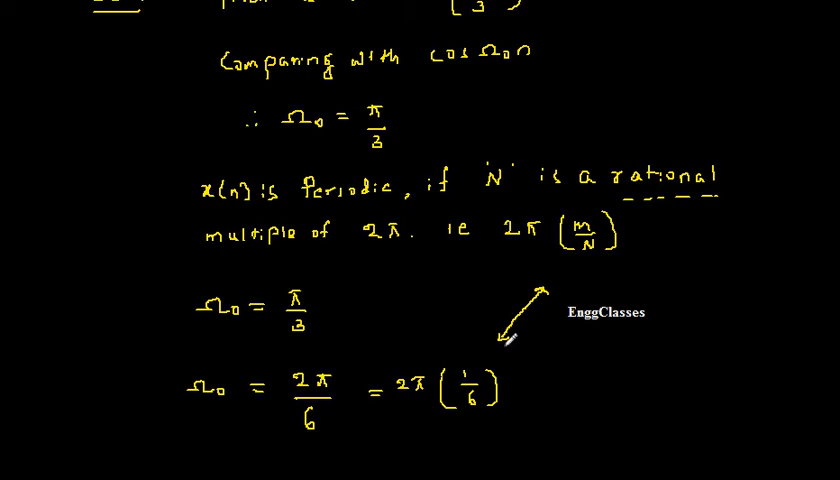 3
Comparing with cos Ω₀n
∴ Ω₀ = π/3
x(n) is Periodic, if 'N' is a rational
multiple of 2π. ie 2π (m/N)
Ω₀ = π/3
EnggClasses
Ω₀ = 2π/6 = 2π (1/6)